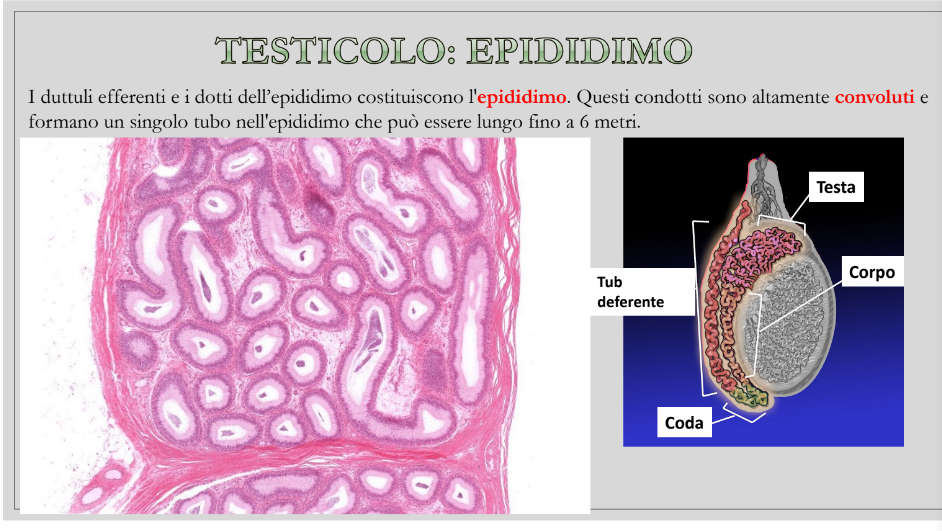 TESTICOLO: EPIDIDIMO
I duttuli efferenti e i dotti dell’epididimo costituiscono l'epididimo. Questi condotti sono altamente convoluti e
formano un singolo tubo nell'epididimo che può essere lungo fino a 6 metri.
Testa
Corpo
Tub
deferente
Coda